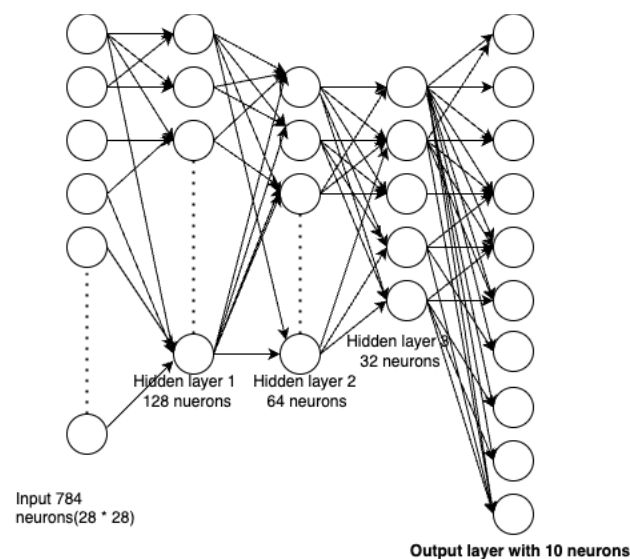 Hidden layer 1
128 nuerons
Hidden layer 2
64 neurons
Hidden layer 3
32 neurons
Input 784
neurons(28 * 28)
Output layer with 10 neurons